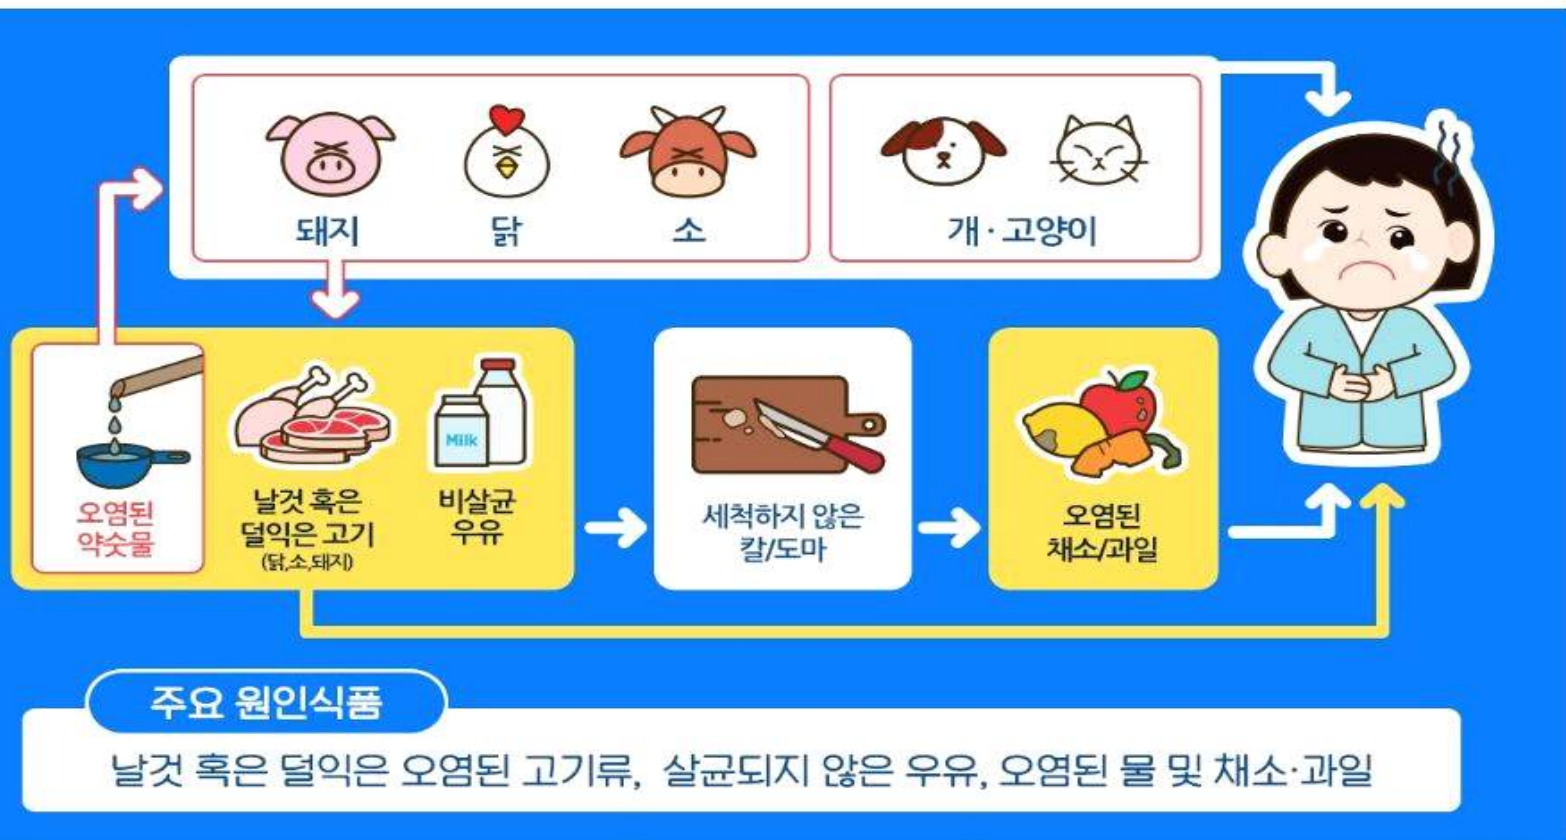 돼지
닭
소
개·고양이
오염된
약숫물
날것 혹은
덜익은 고기
(닭,소,돼지)
Milk
비살균
우유
세척하지 않은
칼/도마
오염된
채소/과일
주요 원인식품
날것 혹은 덜익은 오염된 고기류, 살균되지 않은 우유, 오염된 물 및 채소·과일